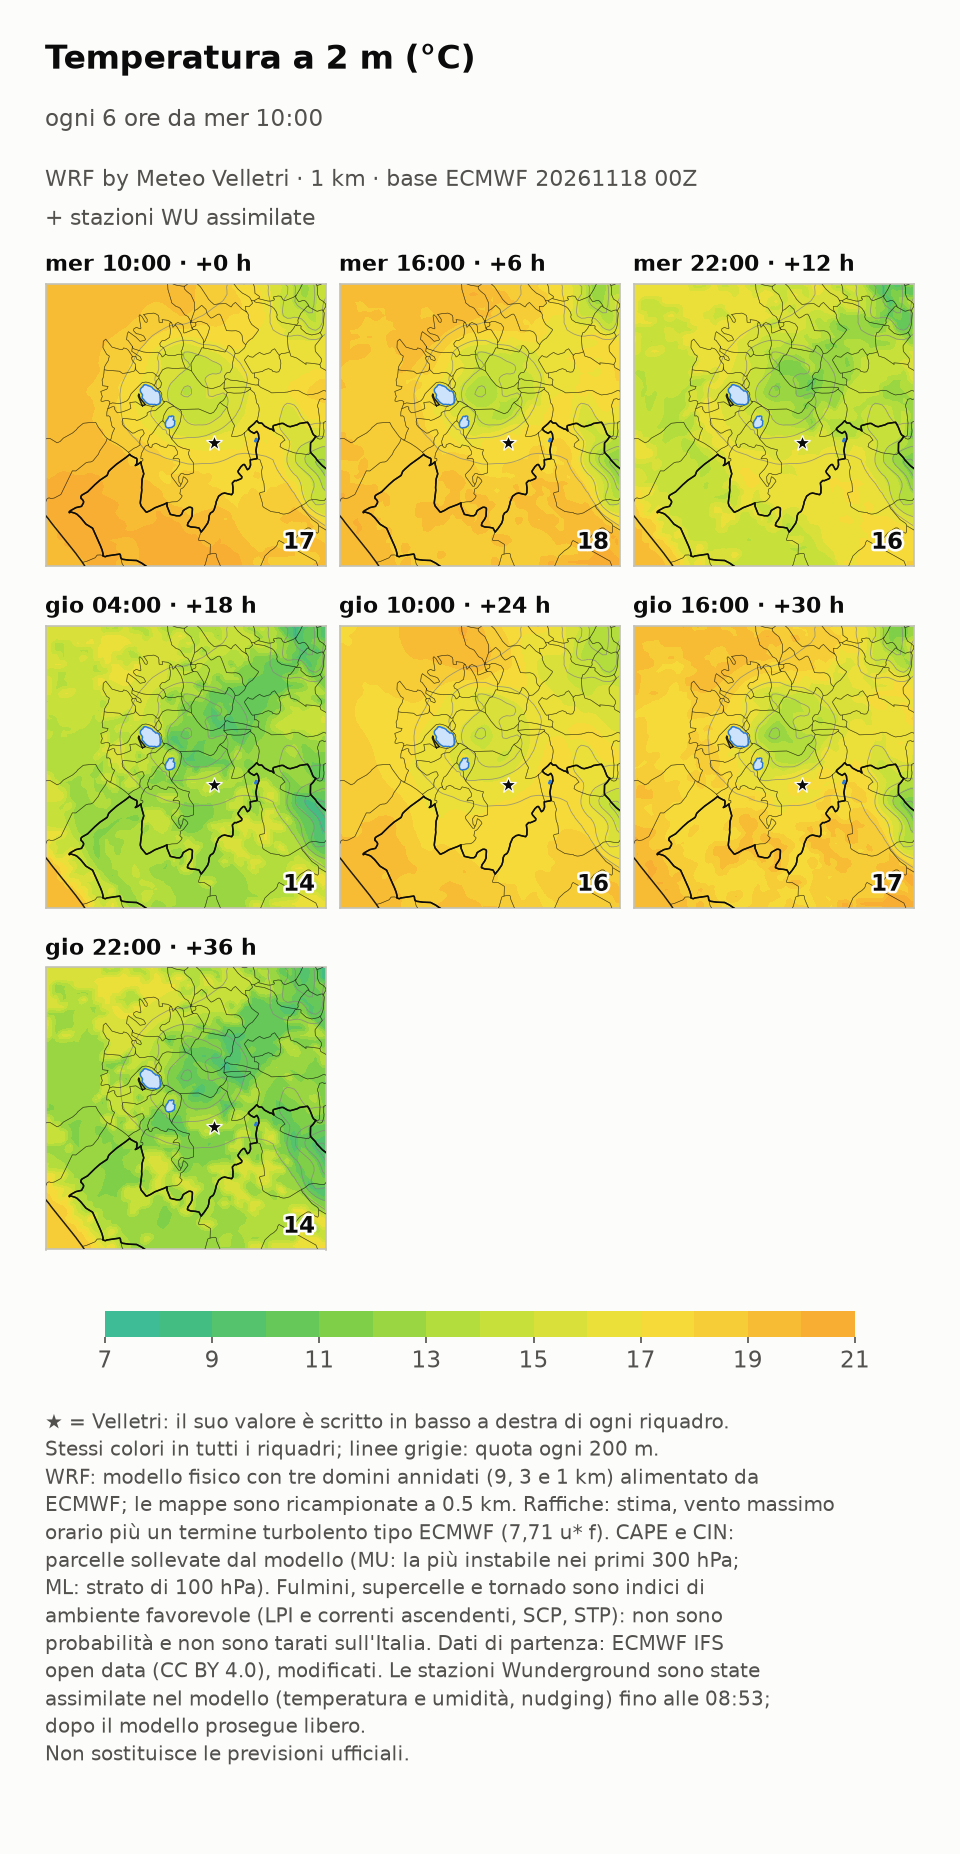 Temperatura a 2 m (°C)
ogni 6 ore da mer 10:00
WRF by Meteo Velletri · 1 km · base ECMWF 20261118 00Z
+ stazioni WU assimilate
mer 10:00 · +0 h
mer 16:00 · +6 h
mer 22:00 · +12 h
17
18
16
gio 04:00 · +18 h
gio 10:00 · +24 h
gio 16:00 · +30 h
14
16
17
gio 22:00 · +36 h
14
7 9 11 13 15 17 19 21
★ = Velletri: il suo valore è scritto in basso a destra di ogni riquadro.
Stessi colori in tutti i riquadri; linee grigie: quota ogni 200 m.
WRF: modello fisico con tre domini annidati (9, 3 e 1 km) alimentato da
ECMWF; le mappe sono ricampionate a 0.5 km. Raffiche: stima, vento massimo
orario più un termine turbolento tipo ECMWF (7,71 u* f). CAPE e CIN:
parcelle sollevate dal modello (MU: la più instabile nei primi 300 hPa;
ML: strato di 100 hPa). Fulmini, supercelle e tornado sono indici di
ambiente favorevole (LPI e correnti ascendenti, SCP, STP): non sono
probabilità e non sono tarati sull'Italia. Dati di partenza: ECMWF IFS
open data (CC BY 4.0), modificati. Le stazioni Wunderground sono state
assimilate nel modello (temperatura e umidità, nudging) fino alle 08:53;
dopo il modello prosegue libero.
Non sostituisce le previsioni ufficiali.